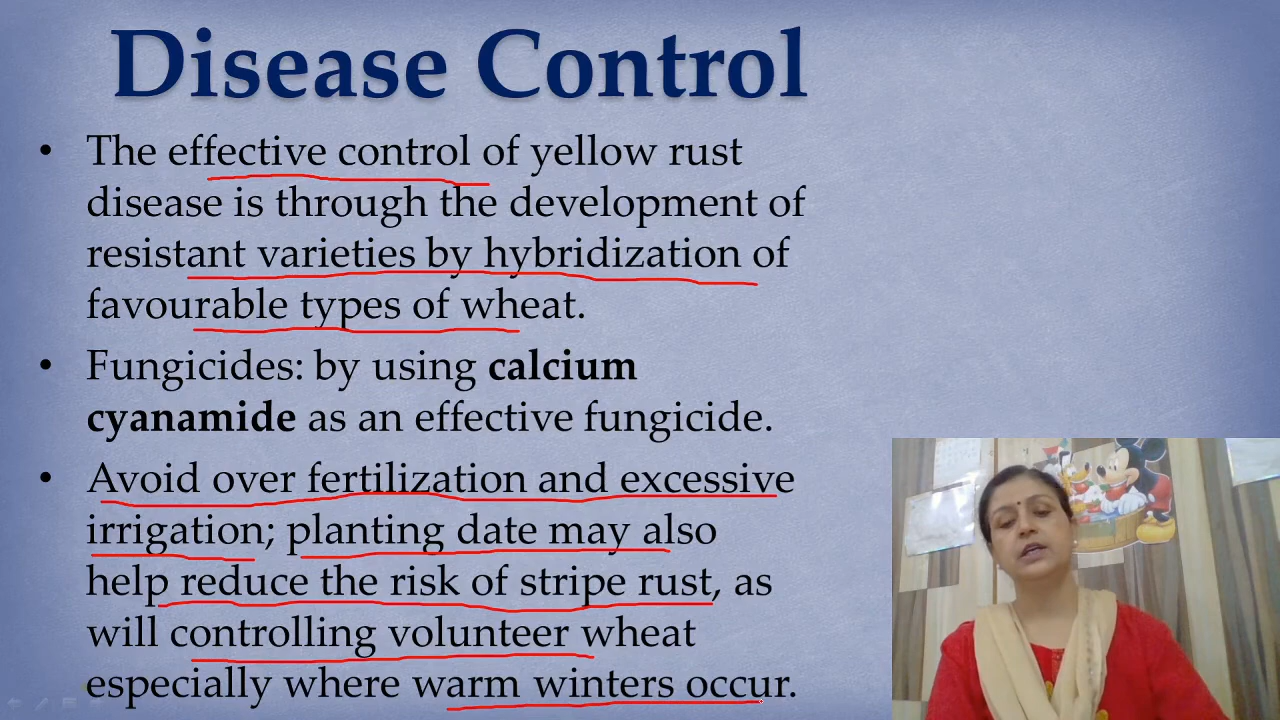 Disease Control
• The effective control of yellow rust
disease is through the development of
resistant varieties by hybridization of
favourable types of wheat.
• Fungicides: by using calcium
cyanamide as an effective fungicide.
• Avoid over fertilization and excessive
irrigation; planting date may also
help reduce the risk of stripe rust, as
will controlling volunteer wheat
especially where warm winters occur.